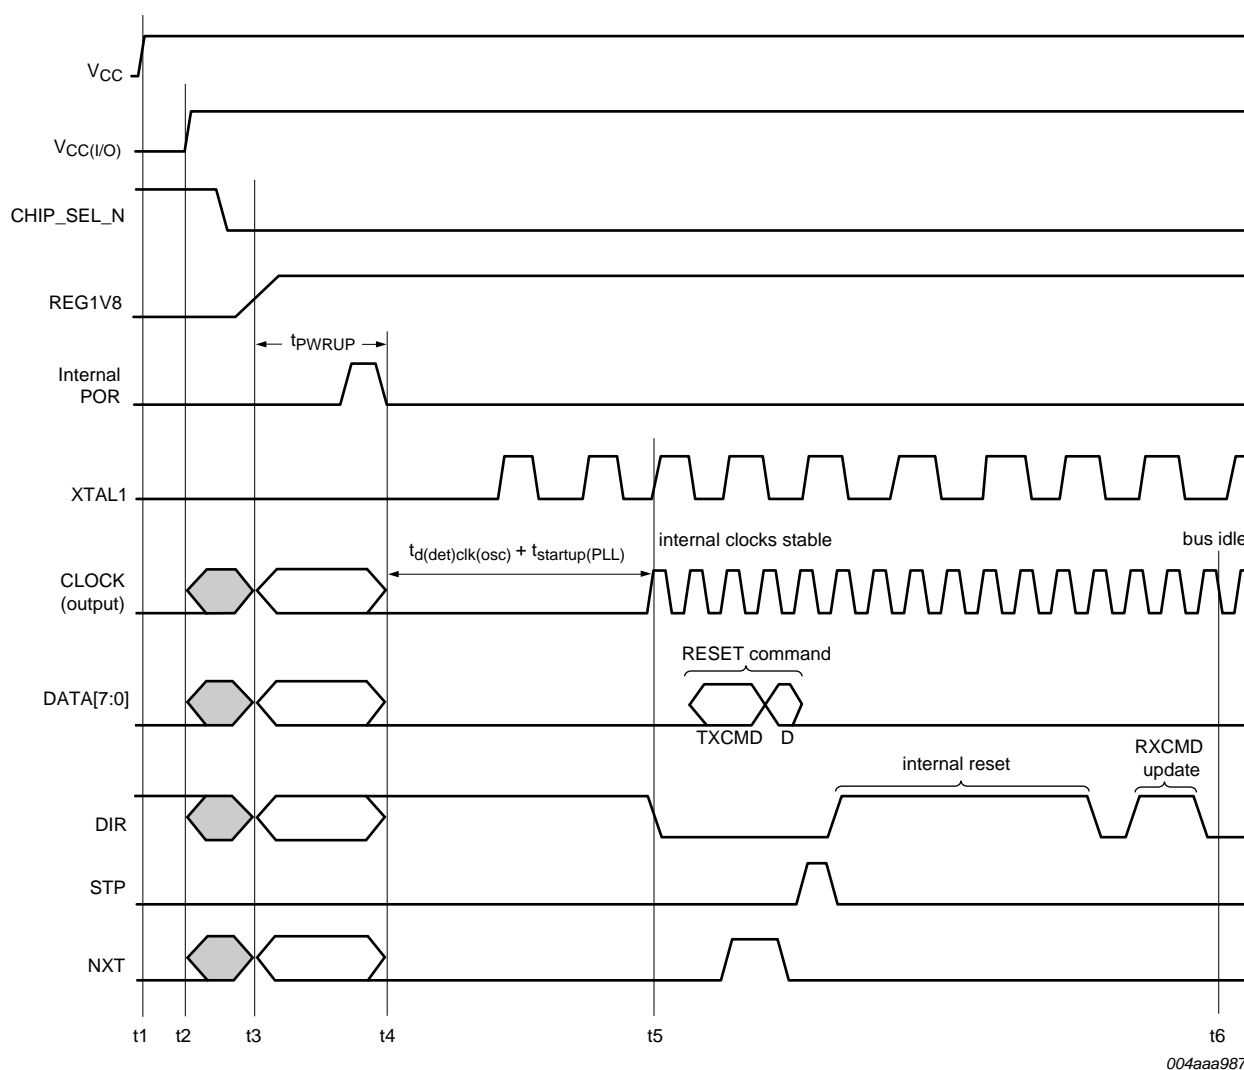 VCC
VCC(I/O)
CHIP_SEL_N
REG1V8
tPWRUP
Internal
POR
XTAL1
internal clocks stable
bus idle
td(det)clk(osc) + tstartup(PLL)
CLOCK
(output)
RESET command
DATA[7:0]
TXCMD
D
RXCMD
update
internal reset
DIR
STP
NXT
t1
t2
t3
t4
t5
t6
004aaa987